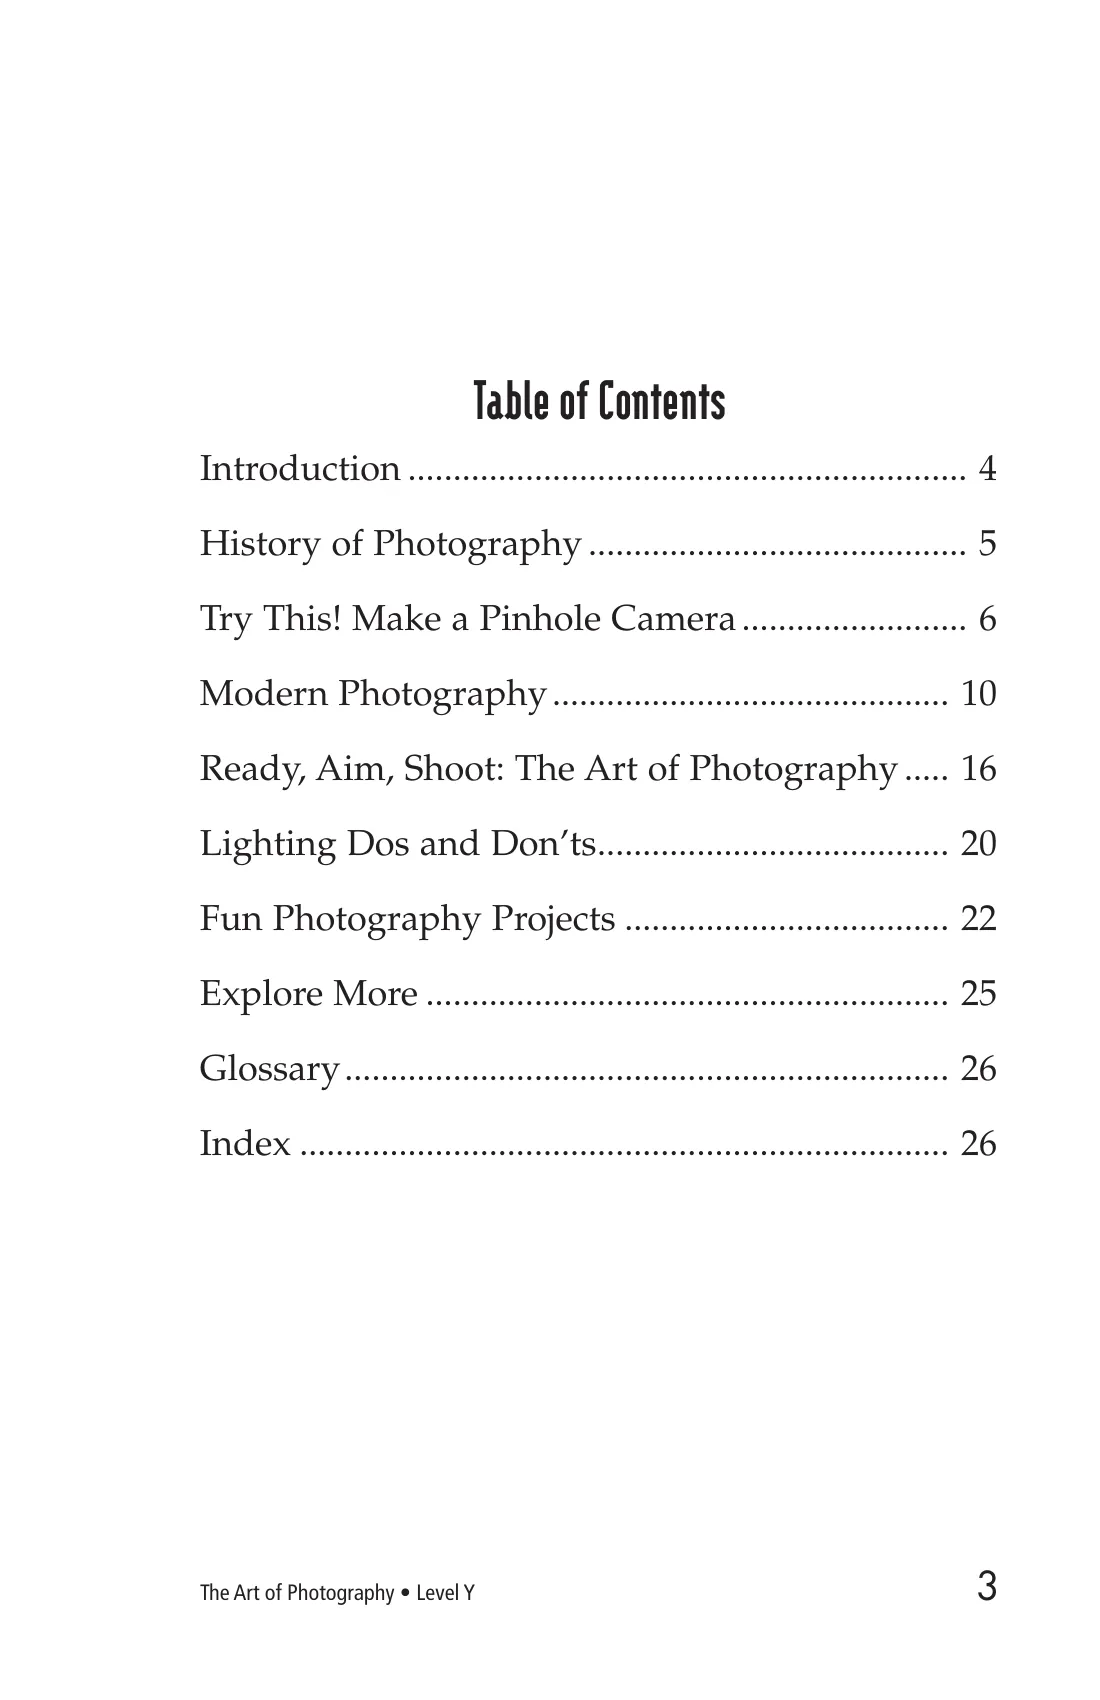 Table of Contents
Introduction ............................................................. 4
History of Photography .......................................... 5
Try This! Make a Pinhole Camera ......................... 6
Modern Photography ............................................ 10
Ready, Aim, Shoot: The Art of Photography ..... 16
Lighting Dos and Don’ts....................................... 20
Fun Photography Projects .................................... 22
Explore More .......................................................... 25
Glossary ................................................................... 26
Index ........................................................................ 26
The Art of Photography • Level Y 3